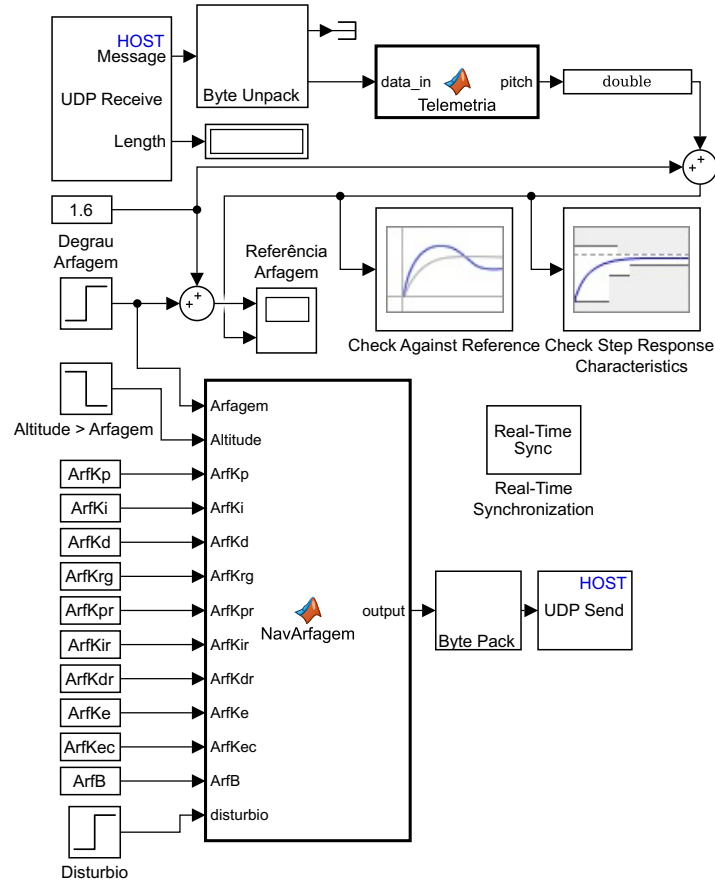 HOST
Message
UDP Receive
Length
Byte Unpack
data_in
pitch
Telemetria
double
+
+
1.6
Degrau
Arfagem
+
+
Referência
Arfagem
Check Against Reference
Check Step Response
Characteristics
Altitude > Arfagem
Arfagem
Altitude
ArfKp
ArfKp
ArfKi
ArfKi
ArfKd
ArfKd
ArfKrg
ArfKrg
ArfKpr
ArfKpr
ArfKir
ArfKir
ArfKdr
ArfKdr
ArfKe
ArfKe
ArfKec
ArfKec
ArfB
ArfB
disturbio
Disturbio
NavArfagem
output
Real-Time
Sync
Real-Time
Synchronization
Byte Pack
HOST
UDP Send